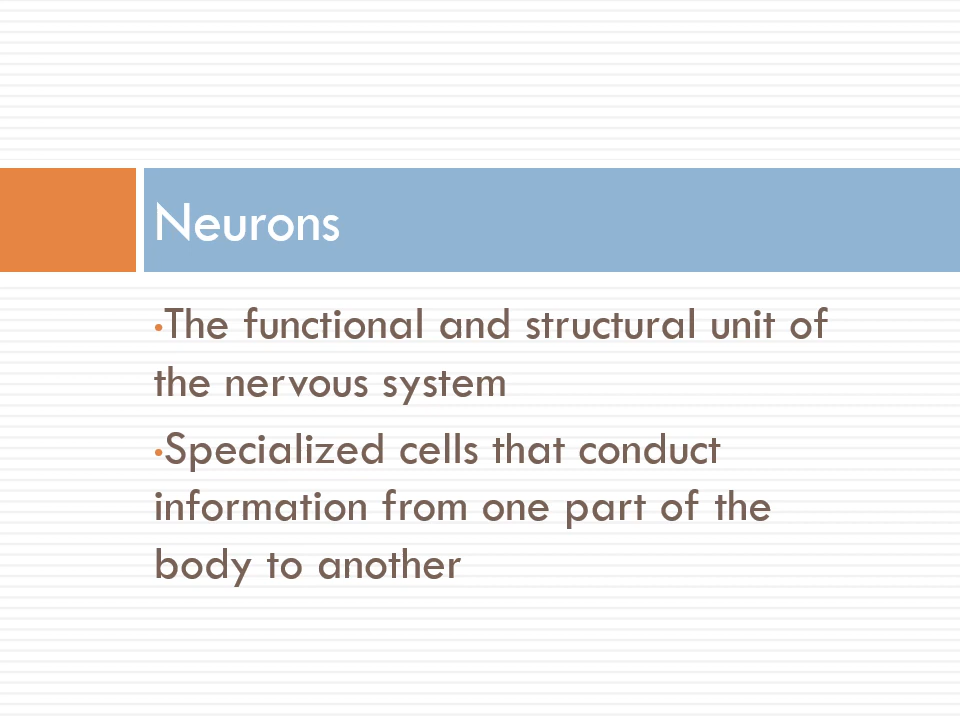 Neurons
•The functional and structural unit of
the nervous system
•Specialized cells that conduct
information from one part of the
body to another